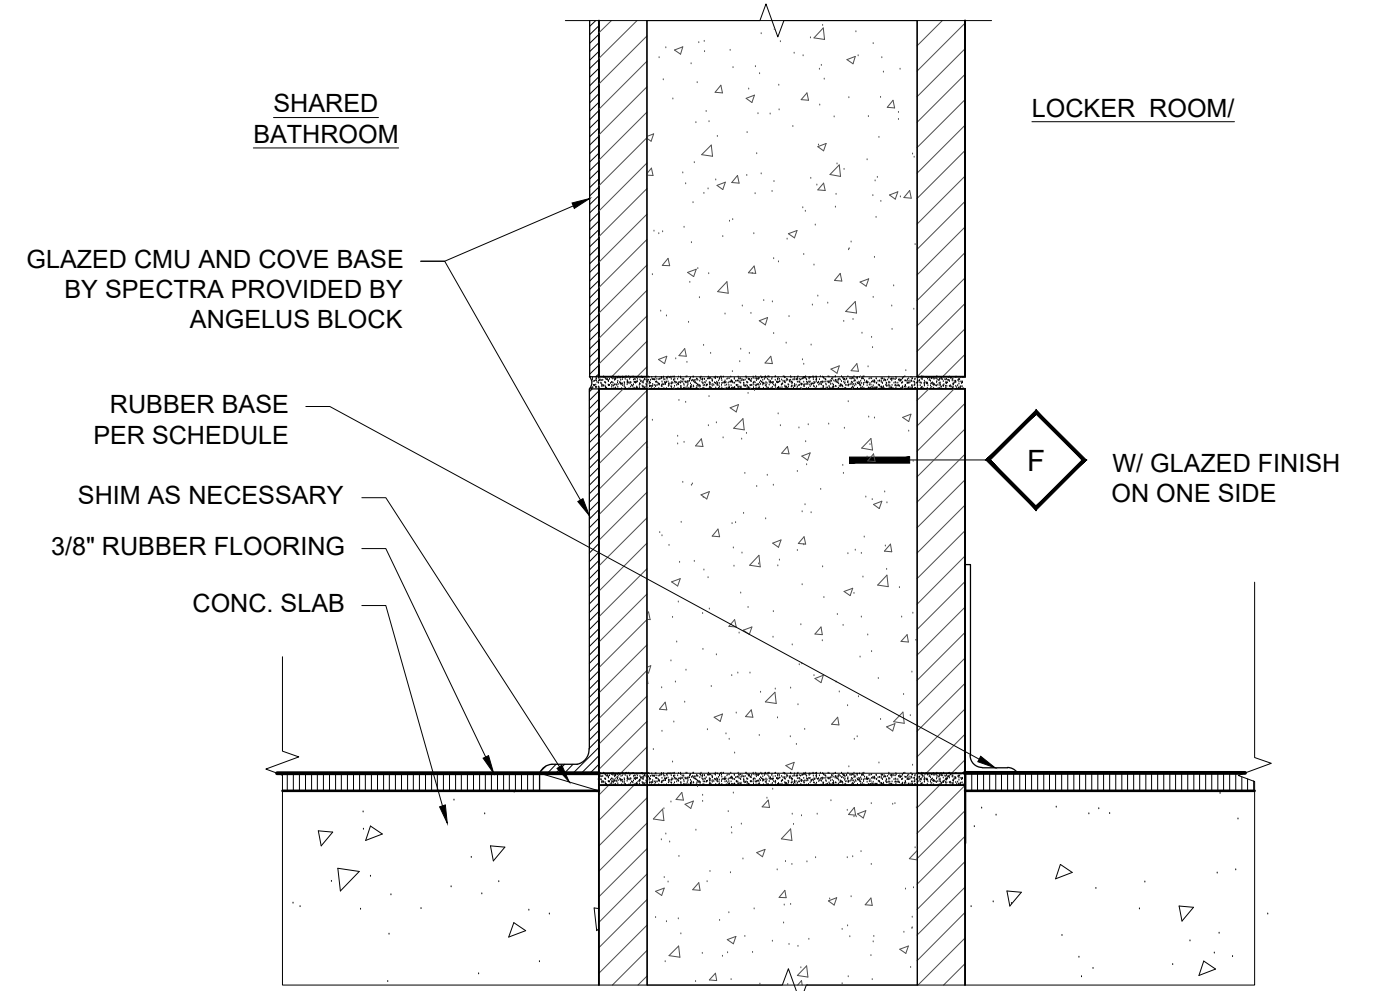 SHARED
BATHROOM
LOCKER ROOM/
GLAZED CMU AND COVE BASE
BY SPECTRA PROVIDED BY
ANGELUS BLOCK
RUBBER BASE
PER SCHEDULE
F
W/ GLAZED FINISH
ON ONE SIDE
SHIM AS NECESSARY
3/8" RUBBER FLOORING
CONC. SLAB